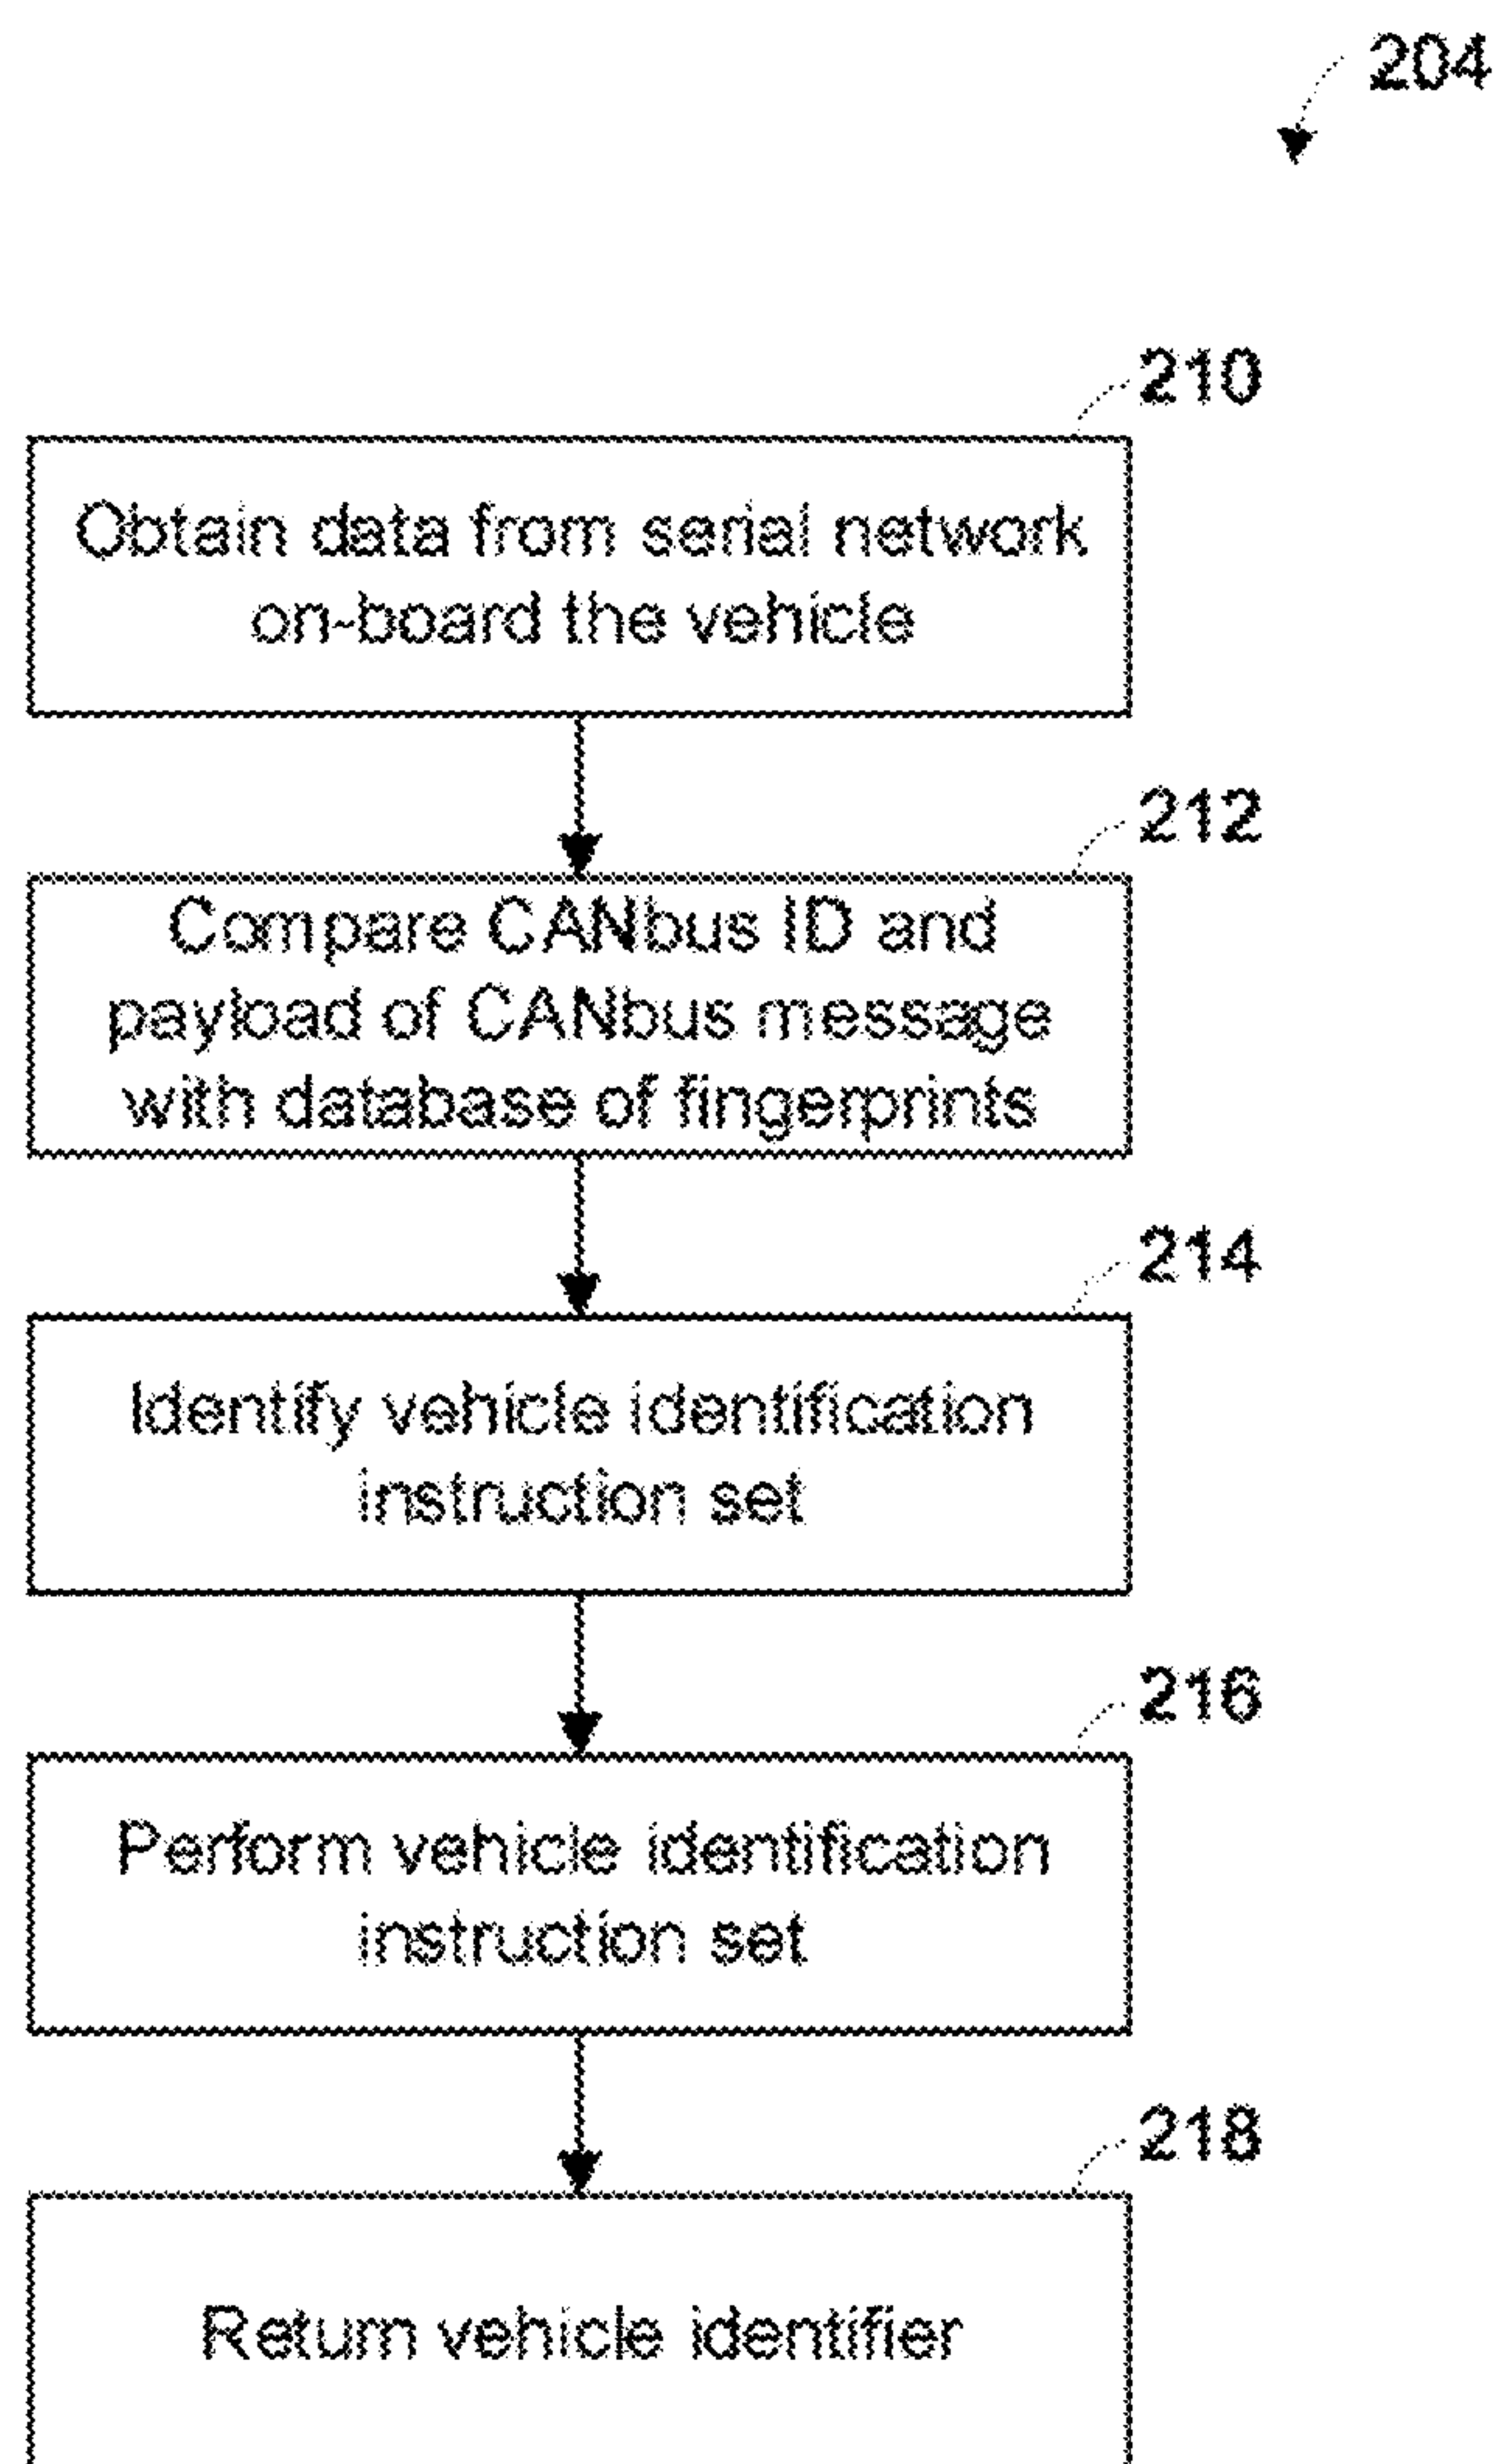 204
210
Obtain data from serial network
on-board the vehicle
212
Compare CANbus ID and
payload of CANbus message
with database of fingerprints
214
Identify vehicle identification
instruction set
216
Perform vehicle identification
instruction set
218
Return vehicle identifier